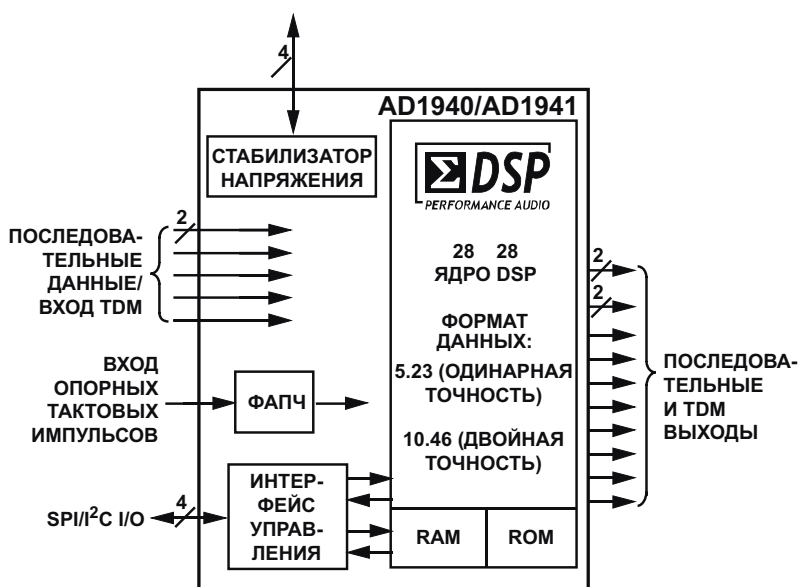 4
AD1940/AD1941
СТАБИЛИЗАТОР
НАПРЯЖЕНИЯ
ΣDSP
PERFORMANCE AUDIO
2
ПОСЛЕДОВА-
ТЕЛЬНЫЕ
ДАННЫЕ/
ВХОД TDM
28 28
ЯДРО DSP
ФОРМАТ
ДАННЫХ:
5.23 (ОДИНАРНАЯ
ТОЧНОСТЬ)
10.46 (ДВОЙНАЯ
ТОЧНОСТЬ)
2
2
ПОСЛЕДОВА-
ТЕЛЬНЫЕ
И TDM
ВЫХОДЫ
ВХОД
ОПОРНЫХ
ТАКТОВЫХ
ИМПУЛЬСОВ
ФАПЧ
SPI/I²C I/O
4
ИНТЕР-
ФЕЙС
УПРАВ-
ЛЕНИЯ
RAM
ROM